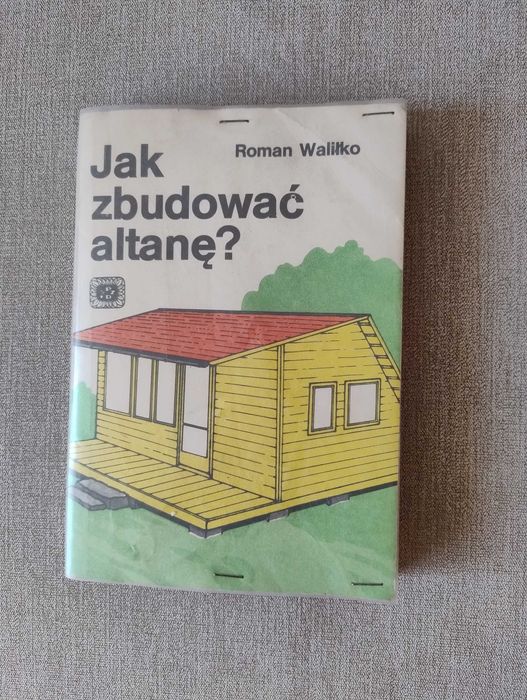 Roman Waliłko
Jak
zbudować
altanę?